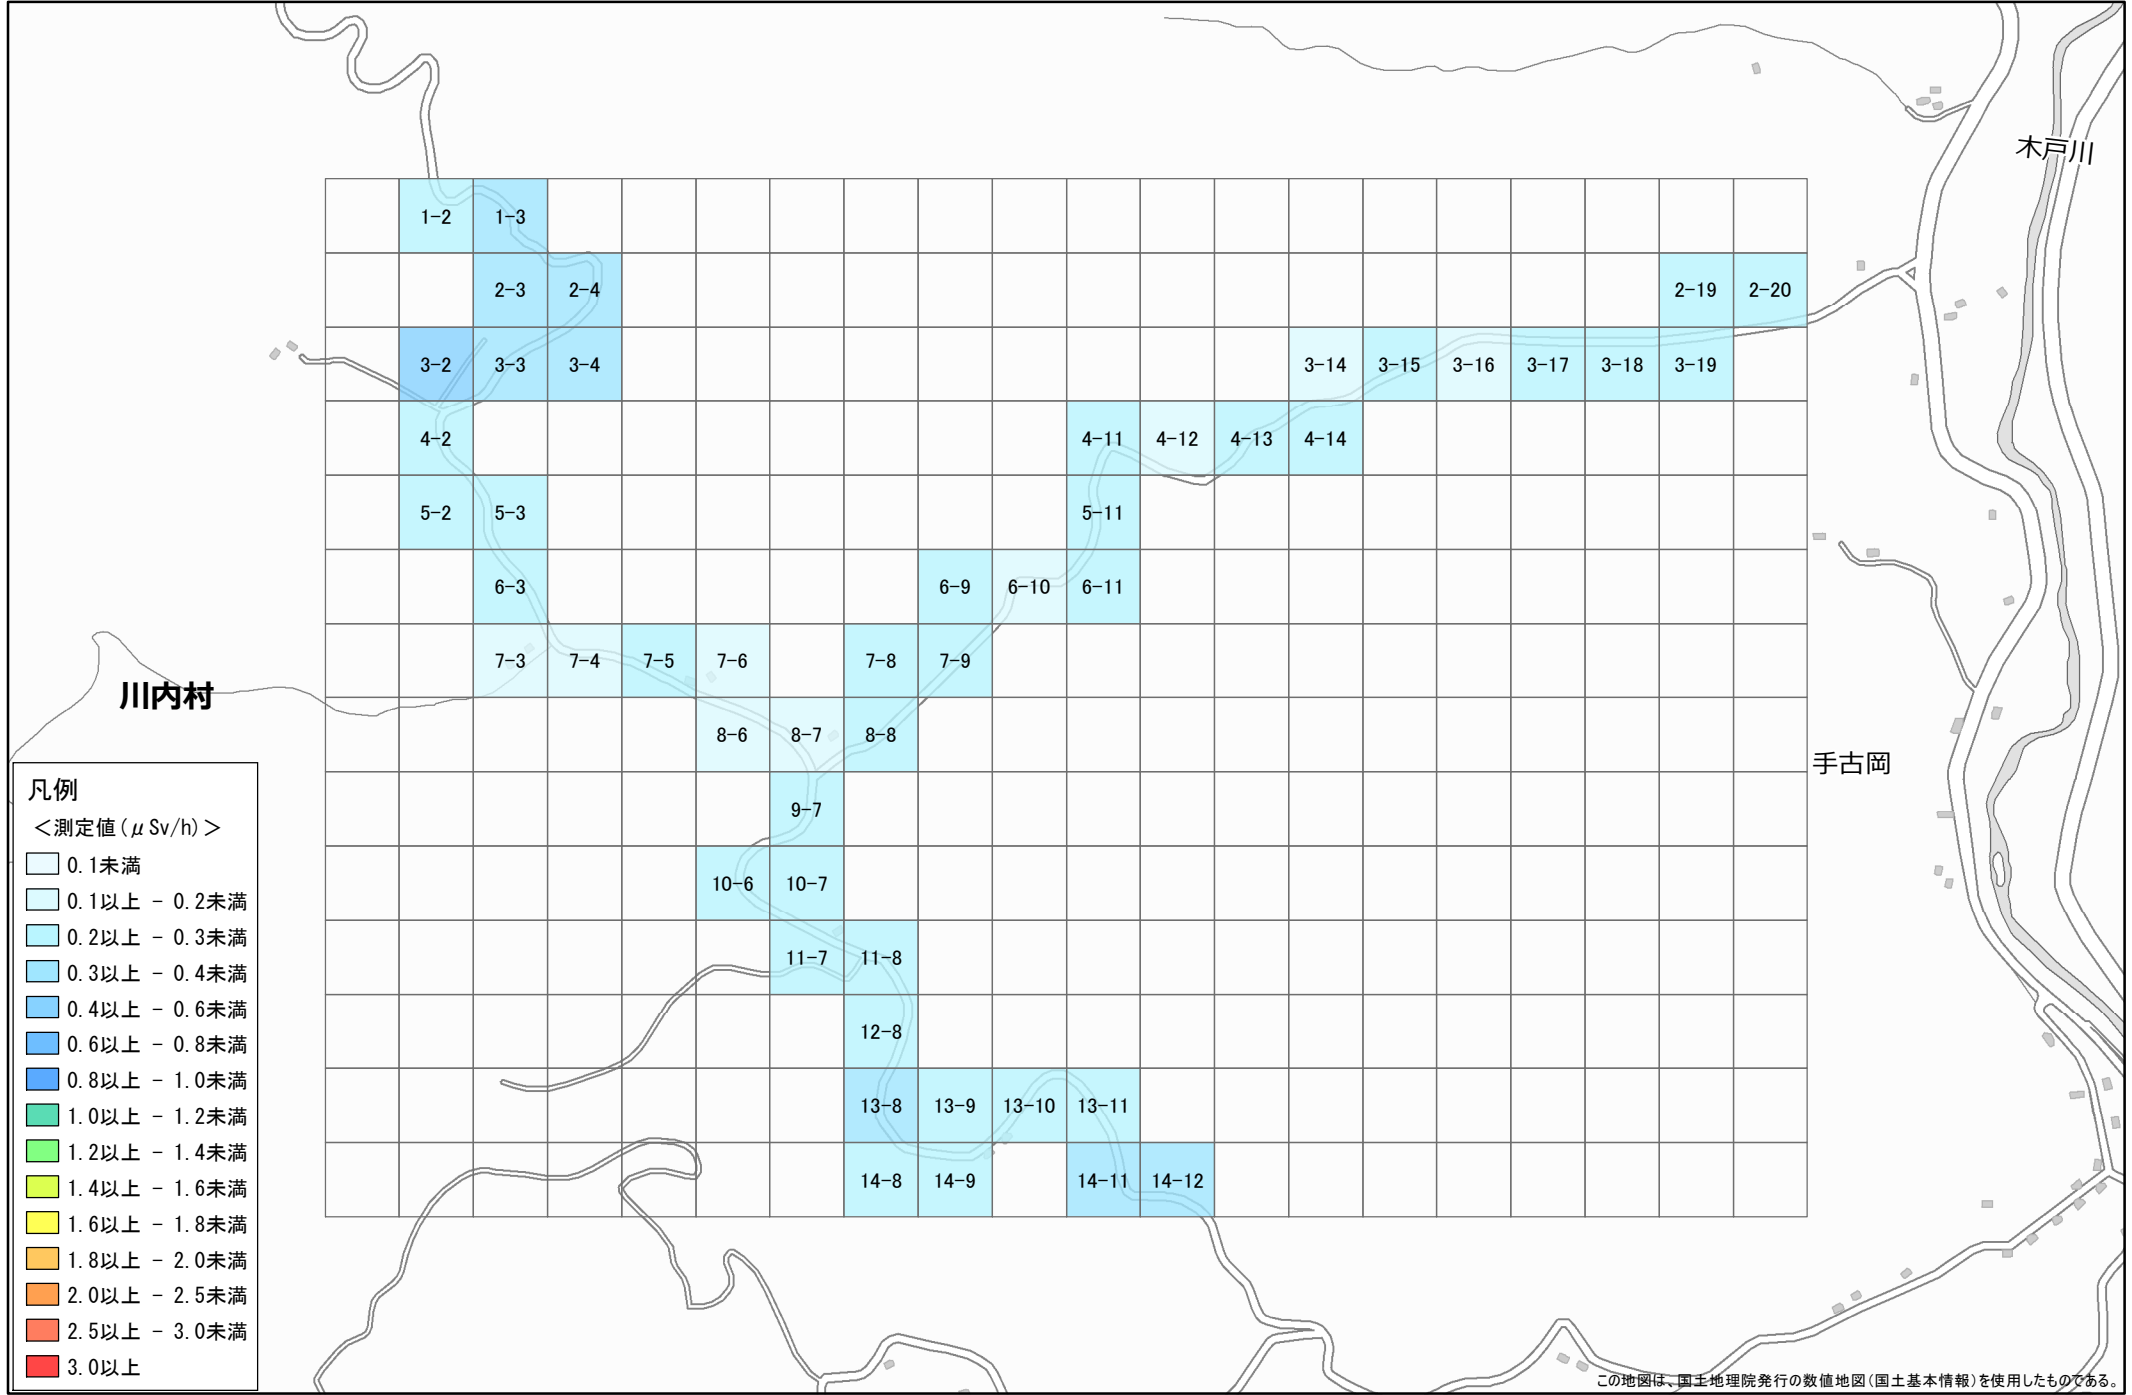 木戸川
1-2 1-3
2-3 2-4 2-19 2-20
3-2 3-3 3-4 3-14 3-15 3-16 3-17 3-18 3-19
4-2 4-11 4-12 4-13 4-14
5-2 5-3 5-11
6-3 6-9 6-10 6-11
7-3 7-4 7-5 7-6 7-8 7-9
川内村
8-6 8-7 8-8
手古岡
9-7
10-6 10-7
11-7 11-8
12-8
13-8 13-9 13-10 13-11
14-8 14-9 14-11 14-12
凡例
＜測定値(μSv/h)＞
0.1未満
0.1以上 - 0.2未満
0.2以上 - 0.3未満
0.3以上 - 0.4未満
0.4以上 - 0.6未満
0.6以上 - 0.8未満
0.8以上 - 1.0未満
1.0以上 - 1.2未満
1.2以上 - 1.4未満
1.4以上 - 1.6未満
1.6以上 - 1.8未満
1.8以上 - 2.0未満
2.0以上 - 2.5未満
2.5以上 - 3.0未満
3.0以上
この地図は、国土地理院発行の数値地図(国土基本情報)を使用したものである。